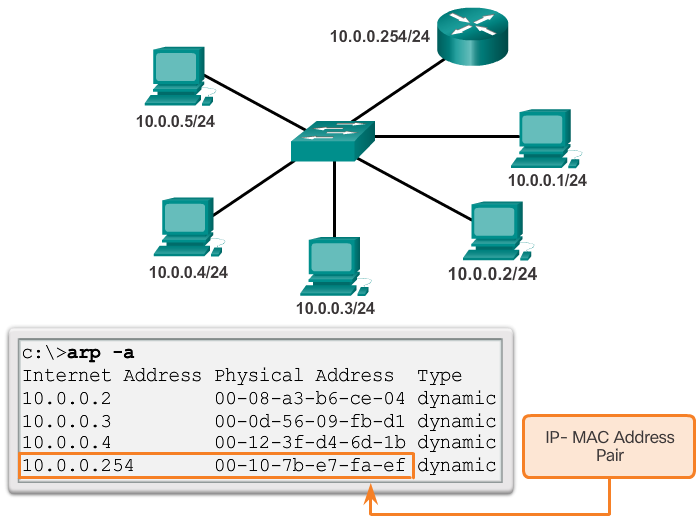 10.0.0.254/24
10.0.0.5/24
10.0.0.1/24
10.0.0.4/24
10.0.0.2/24
10.0.0.3/24
c:\>arp -a
Internet Address Physical Address Type
10.0.0.2 00-08-a3-b6-ce-04 dynamic
10.0.0.3 00-0d-56-09-fb-d1 dynamic
10.0.0.4 00-12-3f-d4-6d-1b dynamic
10.0.0.254 00-10-7b-e7-fa-ef dynamic
IP- MAC Address
Pair